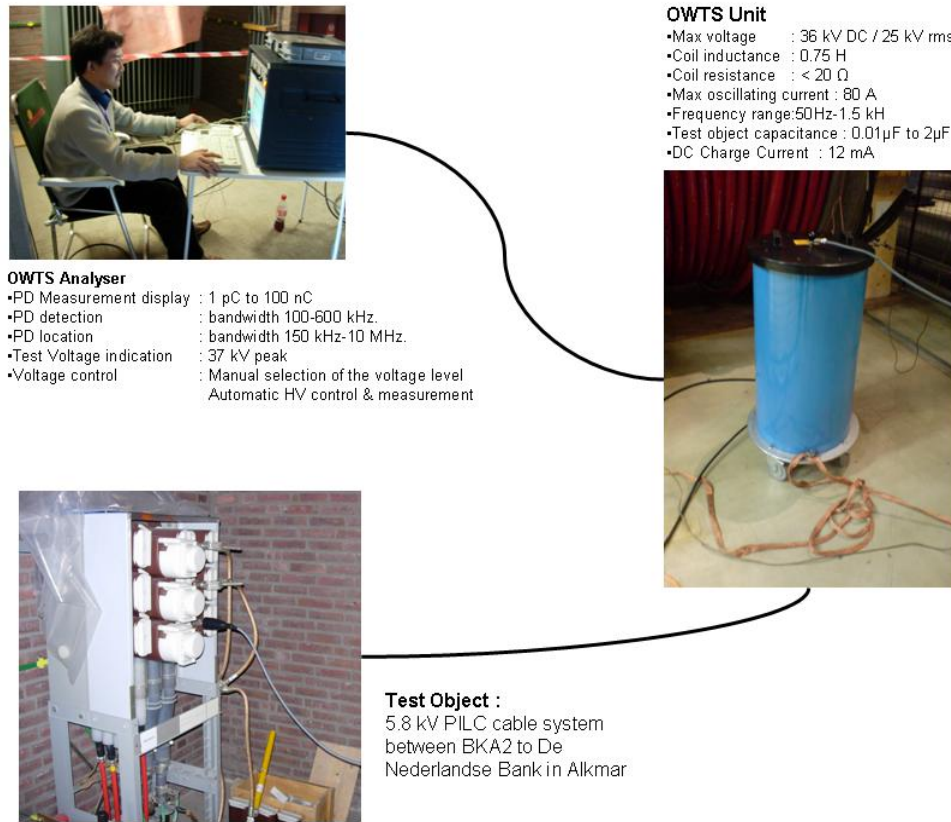 OWTS Unit
▪Max voltage : 36 kV DC / 25 kV rms
▪Coil inductance : 0.75 H
▪Coil resistance : < 20 Ω
▪Max oscillating current : 80 A
▪Frequency range:50Hz-1.5 kH
▪Test object capacitance : 0.01µF to 2µF
▪DC Charge Current : 12 mA
OWTS Analyser
▪PD Measurement display : 1 pC to 100 nC
▪PD detection : bandwidth 100-600 kHz.
▪PD location : bandwidth 150 kHz-10 MHz.
▪Test Voltage indication : 37 kV peak
▪Voltage control : Manual selection of the voltage level
Automatic HV control & measurement
Test Object :
5.8 kV PILC cable system
between BKA2 to De
Nederlandse Bank in Alkmar